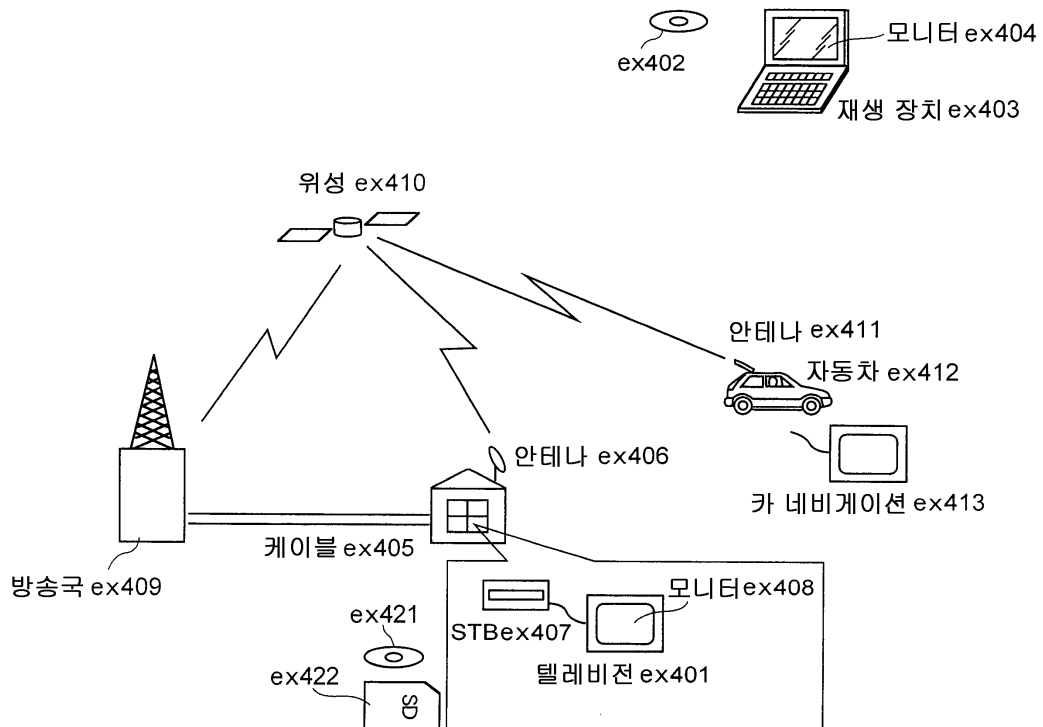 ex402
모니터 ex404
재생 장치 ex403
위성 ex410
안테나 ex411
자동차 ex412
안테나 ex406
카 네비게이션 ex413
케이블 ex405
방송국 ex409
모니터 ex408
STB ex407
텔레비전 ex401
ex421
ex422
SD